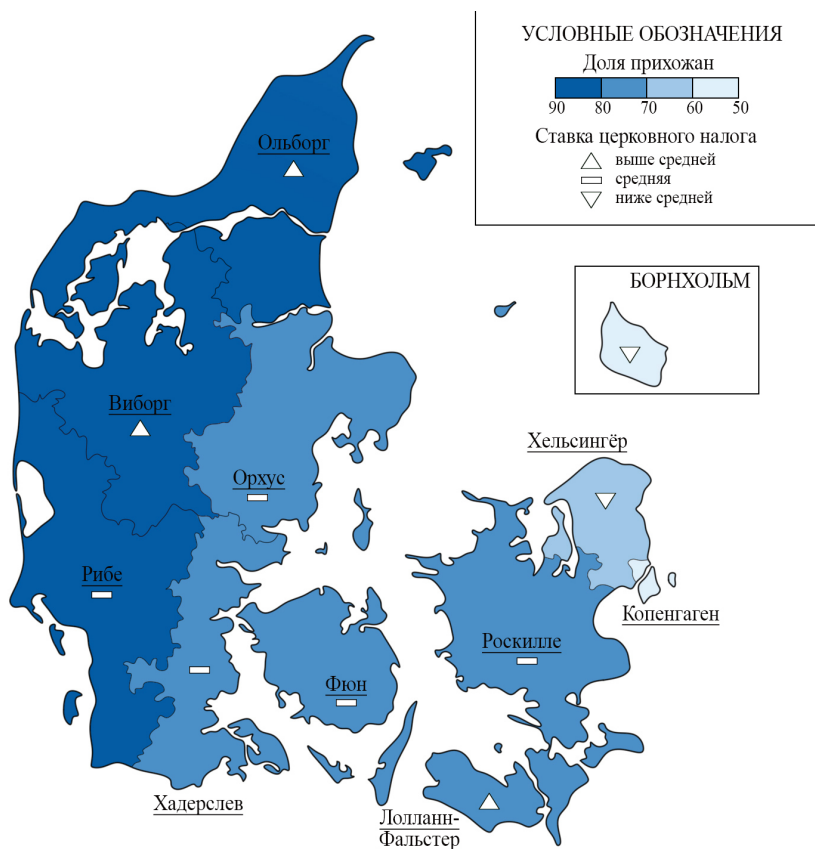 УСЛОВНЫЕ ОБОЗНАЧЕНИЯ
Доля прихожан
90 80 70 60 50
Ставка церковного налога
выше средней
средняя
ниже средней
Ольборг
БОРНХОЛЬМ
Виборг
Хельсингёр
Орхус
Рибе
Копенгаген
Роскилле
Фюн
Хадерслев
Лолланн-
Фальстер